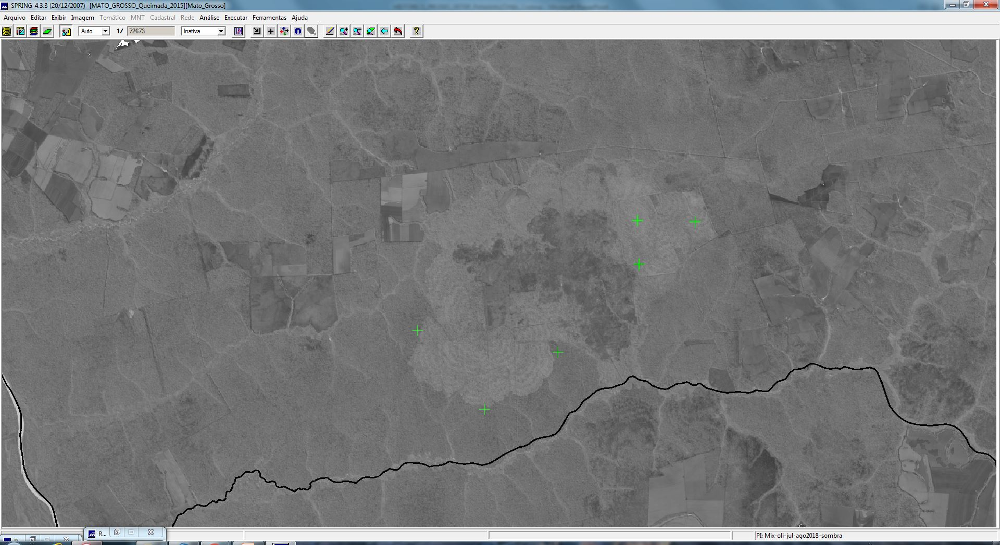 SPRING-4.3.3 (20/12/2007) -[MATO_GROSSO_Queimada_2015][Mato_Grosso]
Arquivo Editar Exibir Imagem Temático MNT Cadastral Rede Análise Executar Ferramentas Ajuda
Auto 1/ 72673 Inativa
R...
PI: Mix-oli-jul-ago2018-sombra